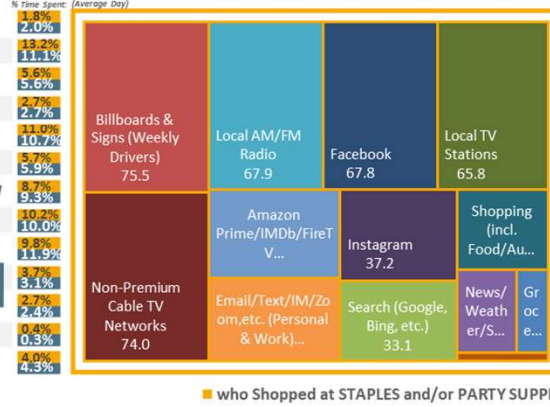 % Time Spent: (Average Day)
1.8%
2.0%
13.2%
11.1%
5.6%
5.6%
2.7%
2.7%
11.0%
10.7%
5.7%
5.9%
8.7%
9.3%
10.2%
10.0%
9.8%
11.9%
3.7%
3.1%
2.7%
2.4%
0.4%
0.3%
4.0%
4.3%
Billboards &
Signs (Weekly
Drivers)
75.5
Local AM/FM
Radio
67.9
Facebook
67.8
Local TV
Stations
65.8
Non-Premium
Cable TV
Networks
74.0
Amazon
Prime/IMDb/FireT
V...
Instagram
37.2
Shopping
(incl.
Food/Au...
Email/Text/IM/Zo
om,etc. (Personal
& Work)...
Search (Google,
Bing, etc.)
33.1
News/
Weath
er/S...
Gr
oc
e...
who Shopped at STAPLES and/or PARTY SUPP